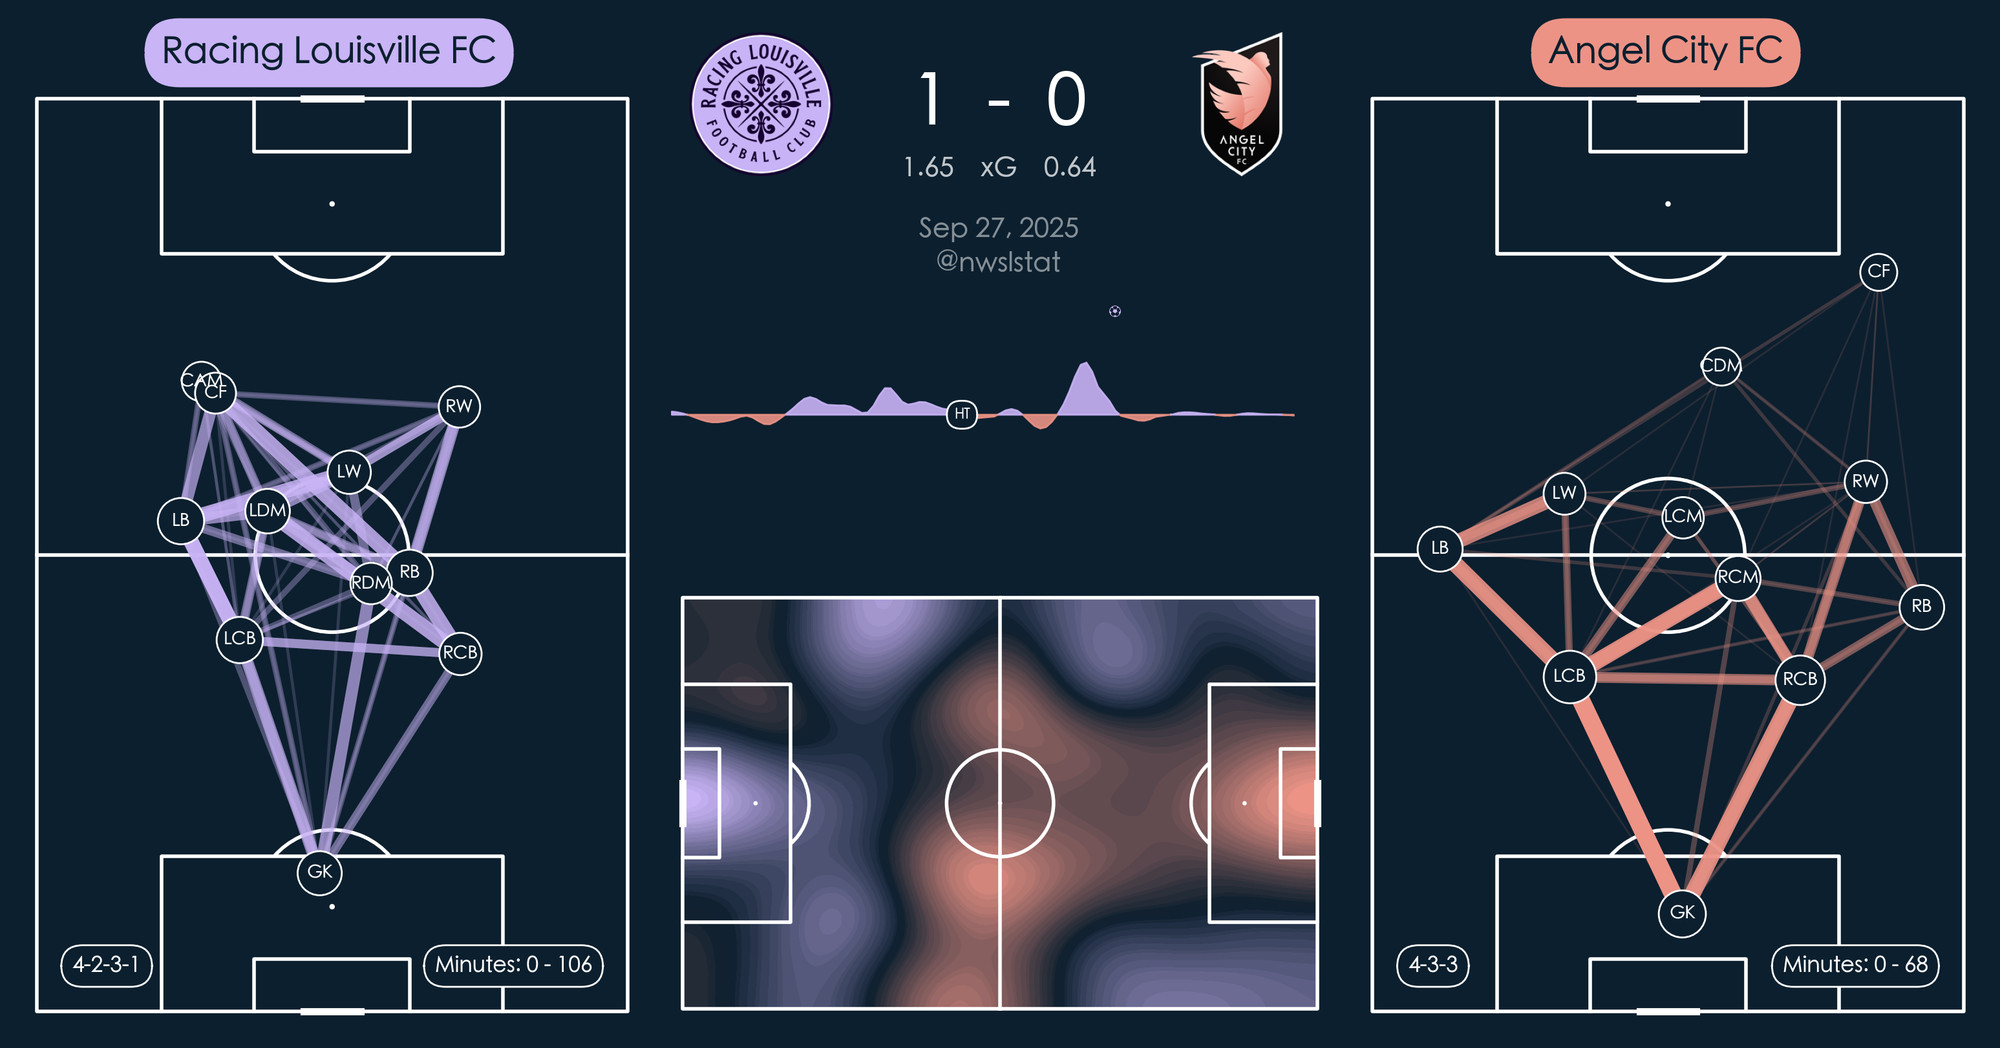 Racing Louisville FC
RACING LOUISVILLE
FOOTBALL CLUB
1 - 0
1.65 xG 0.64
Sep 27, 2025
@nwslstat
ANGEL
CITY
FC
Angel City FC
CAM
CF
RW
LW
LDM
LB
RB
RDM
LCB
RCB
GK
4-2-3-1
Minutes: 0 - 106
HT
CF
CDM
RW
LW
LCM
LB
RCM
RB
LCB
RCB
GK
4-3-3
Minutes: 0 - 68